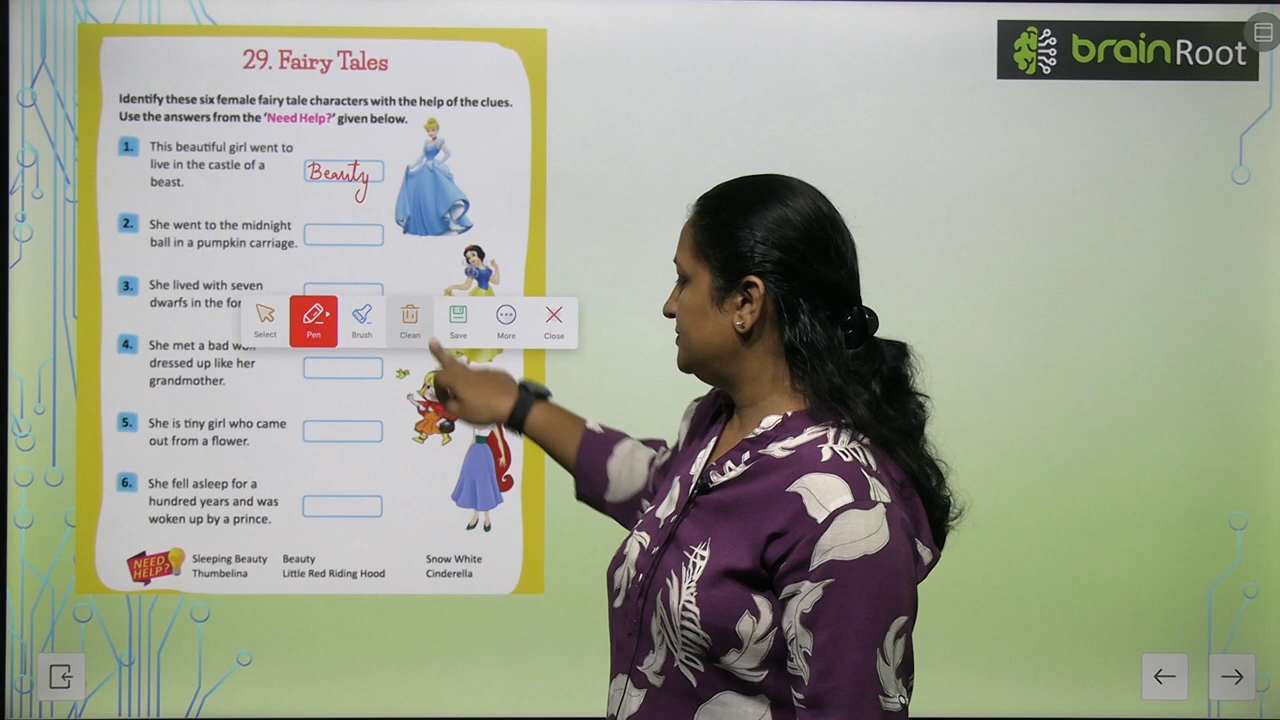 brainRoot
29. Fairy Tales
Identify these six female fairy tale characters with the help of the clues.
Use the answers from the 'Need Help?' given below.
1. This beautiful girl went to
live in the castle of a
beast.
Beauty
2. She went to the midnight
ball in a pumpkin carriage.
3. She lived with seven
dwarfs in the
Select Pen Brush Clean Save More Close
4. She met a bad
dressed up like her
grandmother.
5. She is tiny girl who came
out from a flower.
6. She fell asleep for a
hundred years and was
woken up by a prince.
NEED
HELP?
Sleeping Beauty Beauty Snow White
Thumbelina Little Red Riding Hood Cinderella